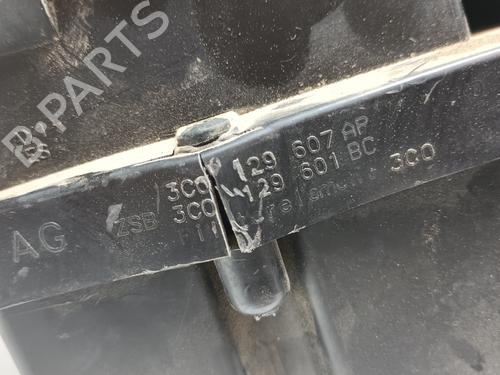 B-PARTS
3C0 129 607 AP
ZSB 3C0 129 601 BC 3C0
AG